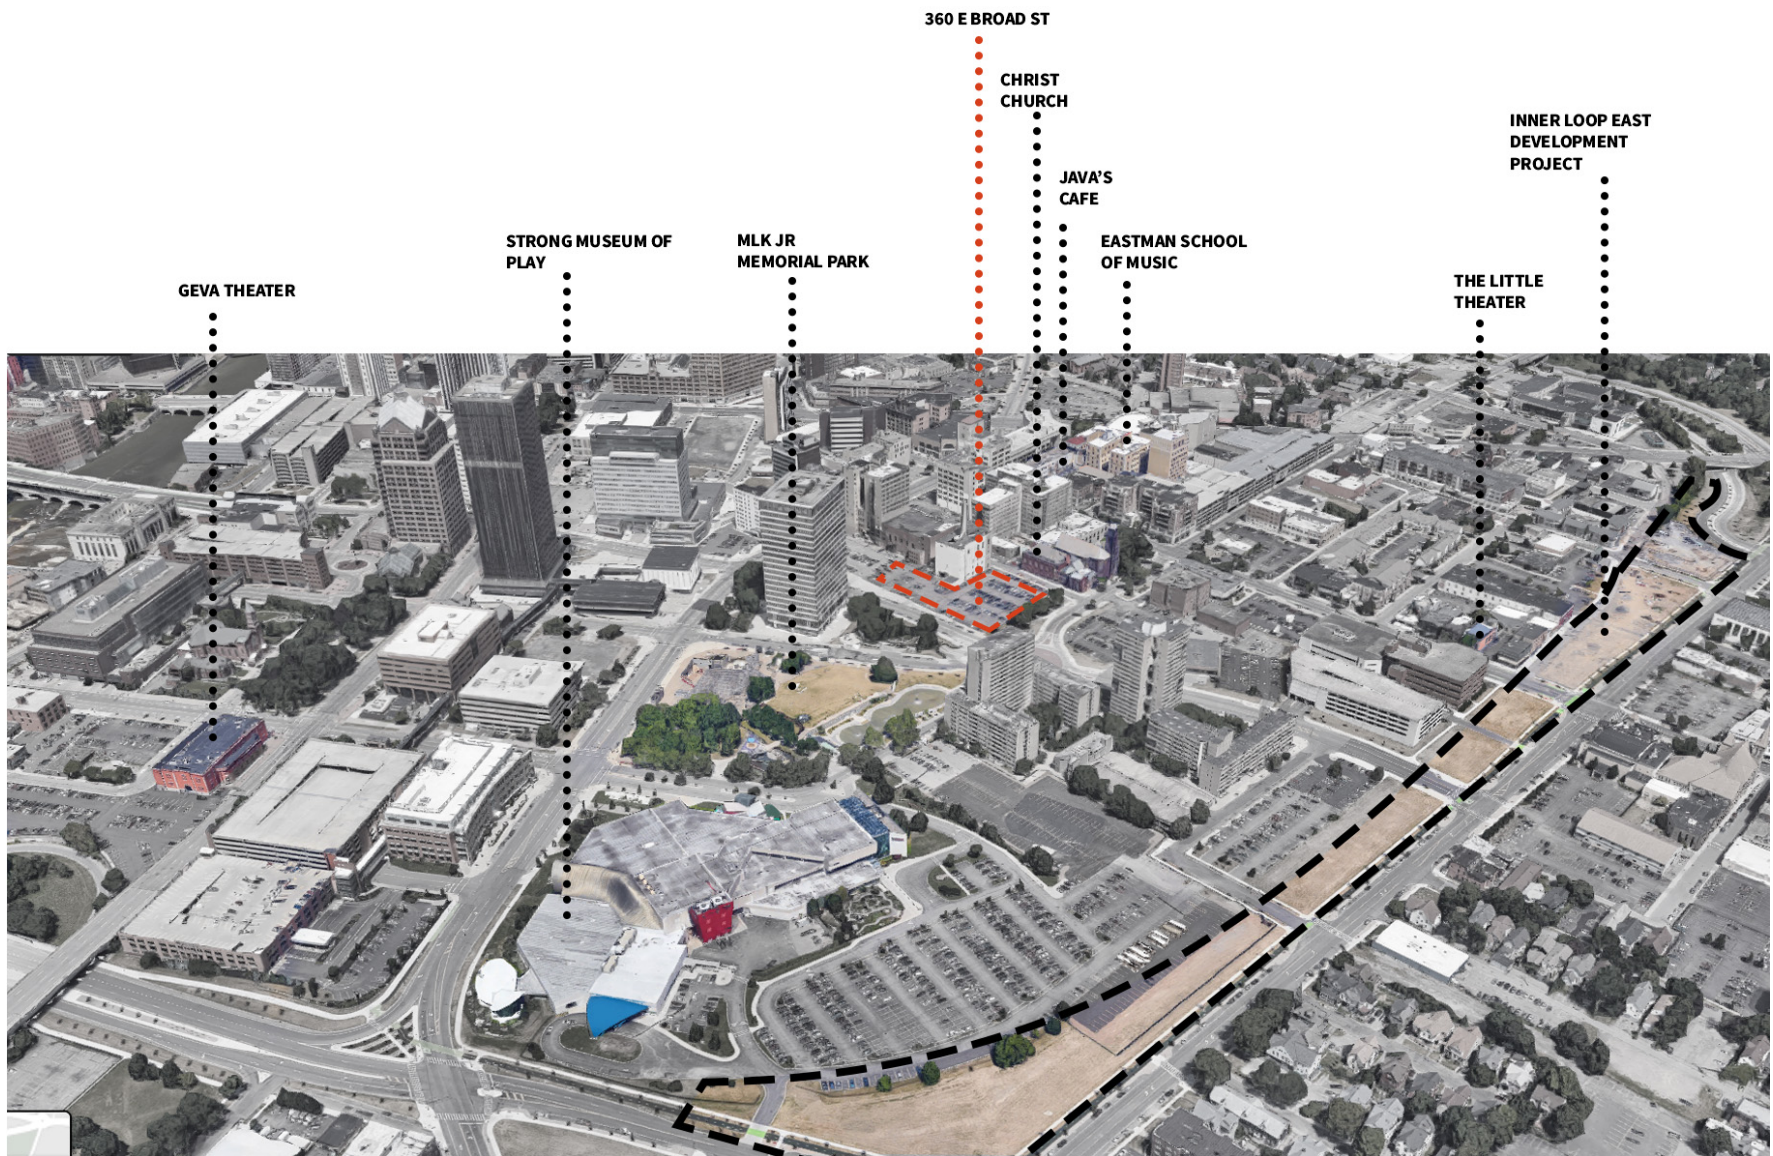 360 E BROAD ST
CHRIST
CHURCH
INNER LOOP EAST
DEVELOPMENT
PROJECT
JAVA'S
CAFE
STRONG MUSEUM OF
PLAY
MLK JR
MEMORIAL PARK
EASTMAN SCHOOL
OF MUSIC
GEVA THEATER
THE LITTLE
THEATER